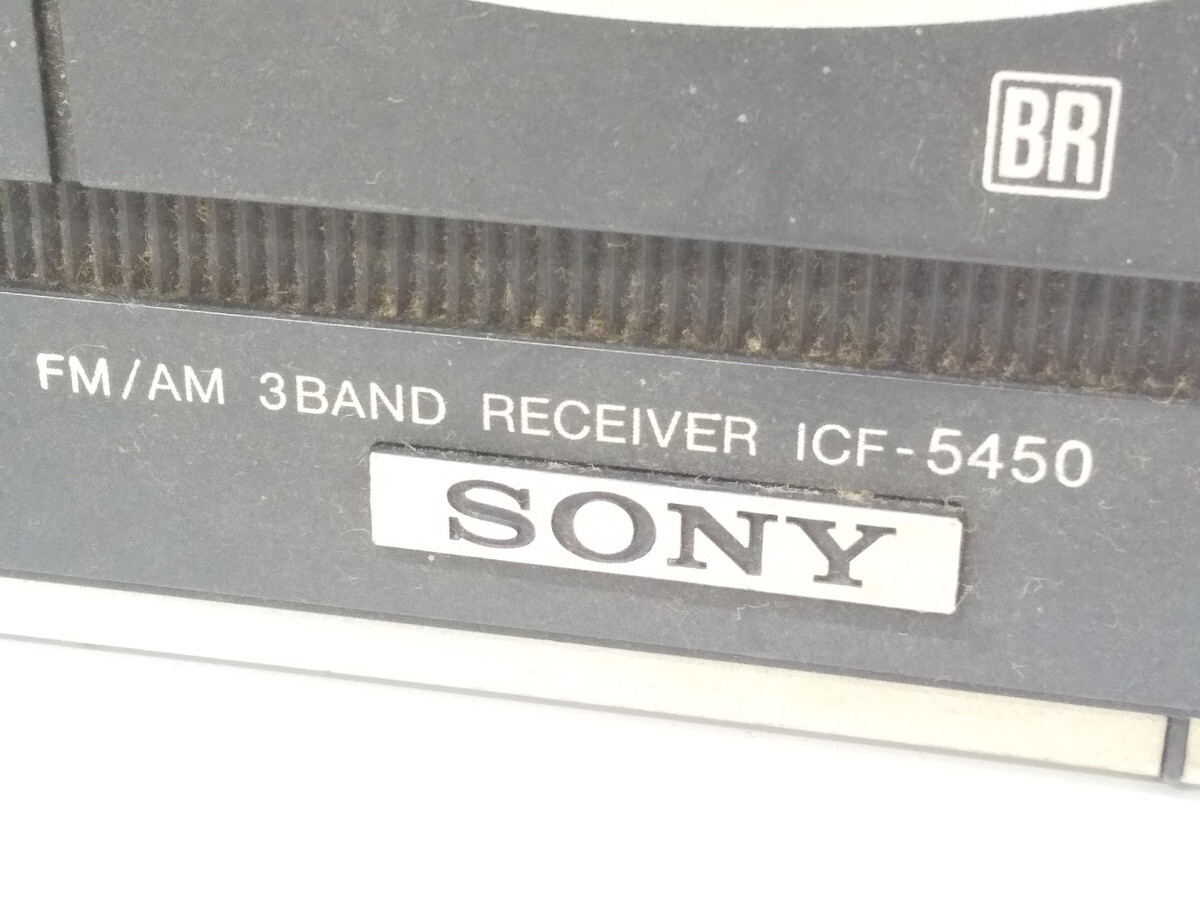 BR
FM/AM 3BAND RECEIVER ICF-5450
SONY